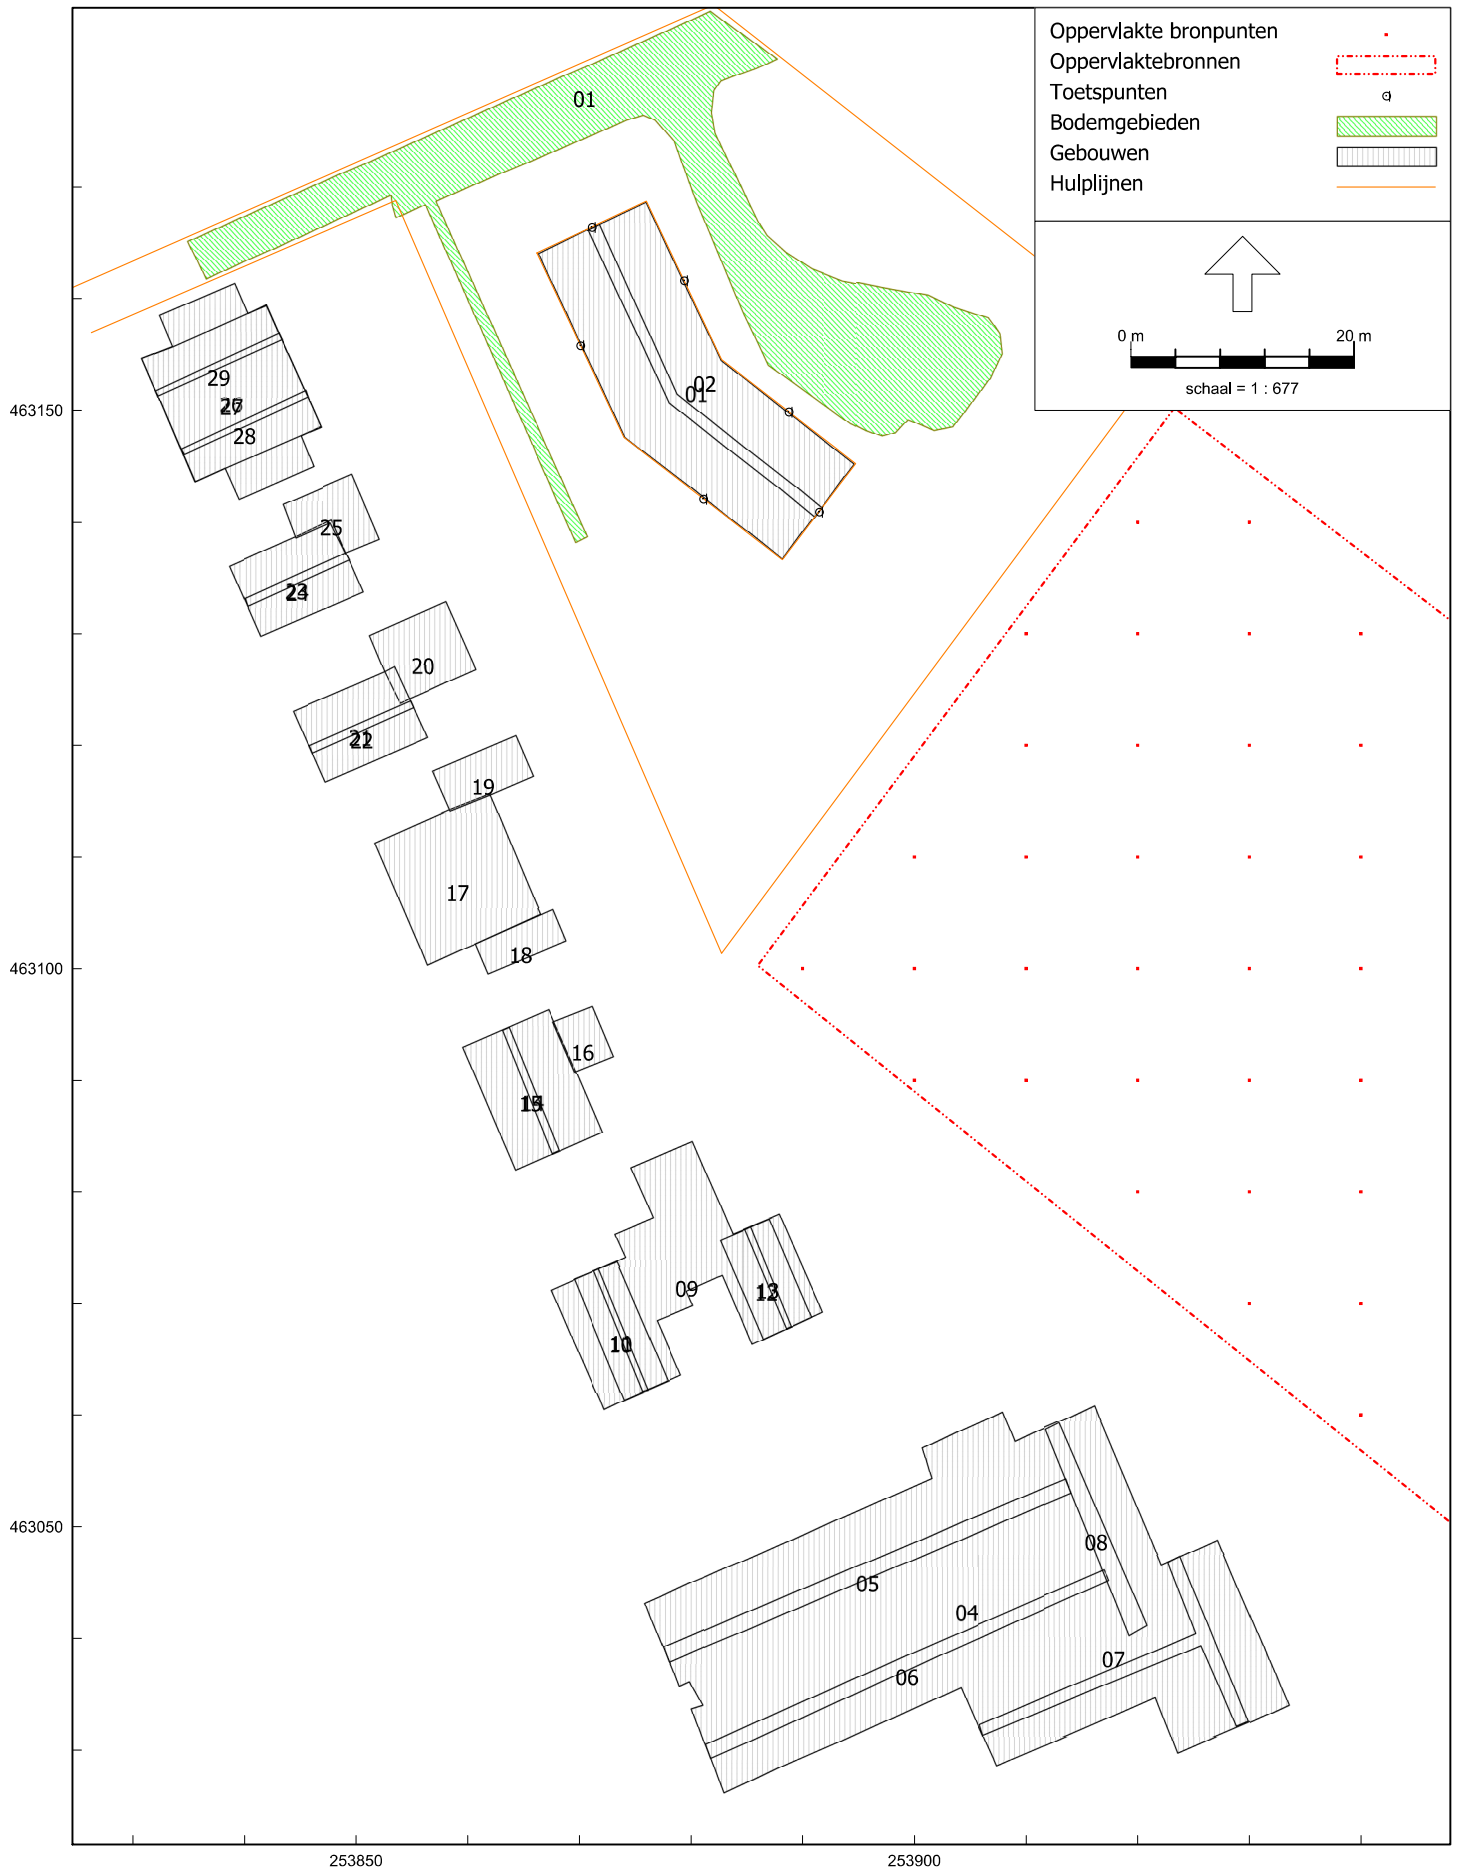 Oppervlakte bronpunten
Oppervlaktebronnen
Toetspunten
Bodemgebieden
Gebouwen
Hulplijnen
0 m 20 m
schaal = 1 : 677
01
02
01
29
28
463150
25
20
19
17
18
463100
16
09
463050
08
05
04
07
06
253850 253900